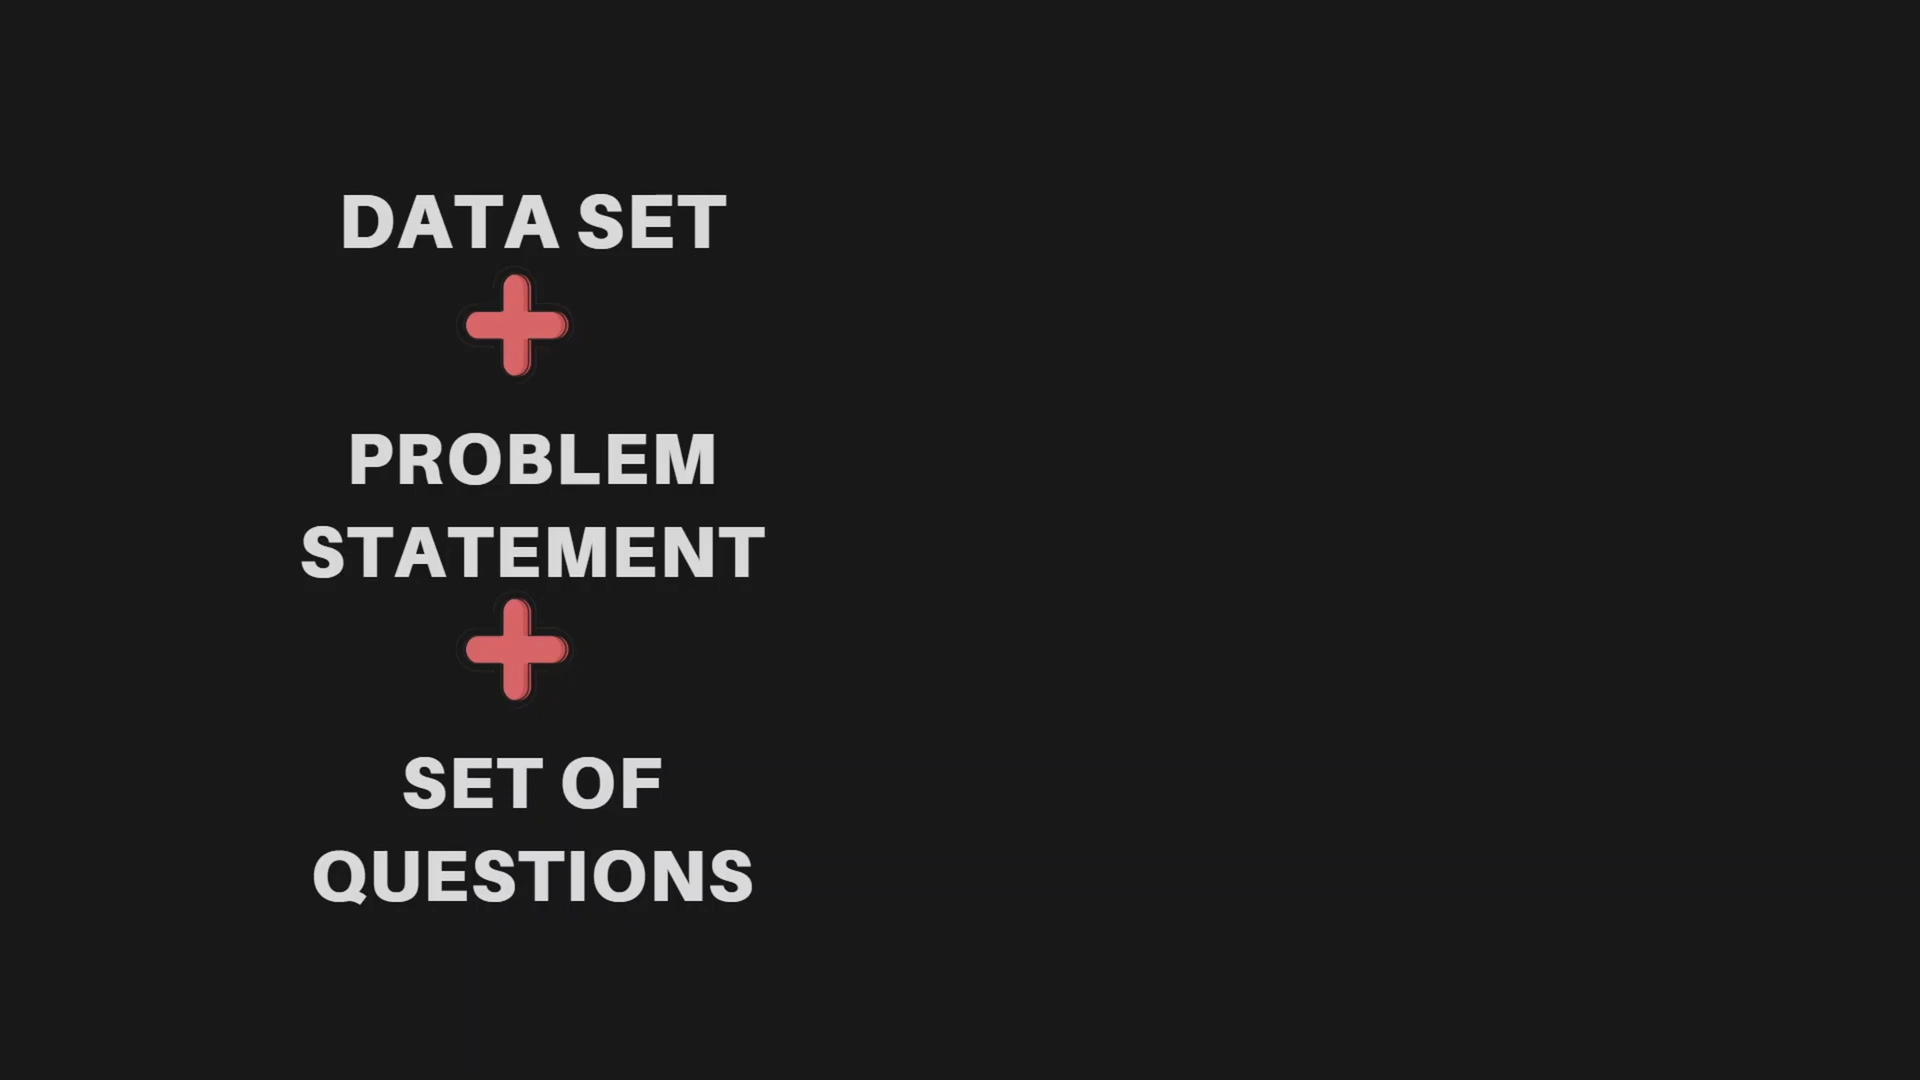 DATA SET
PROBLEM
STATEMENT
SET OF
QUESTIONS